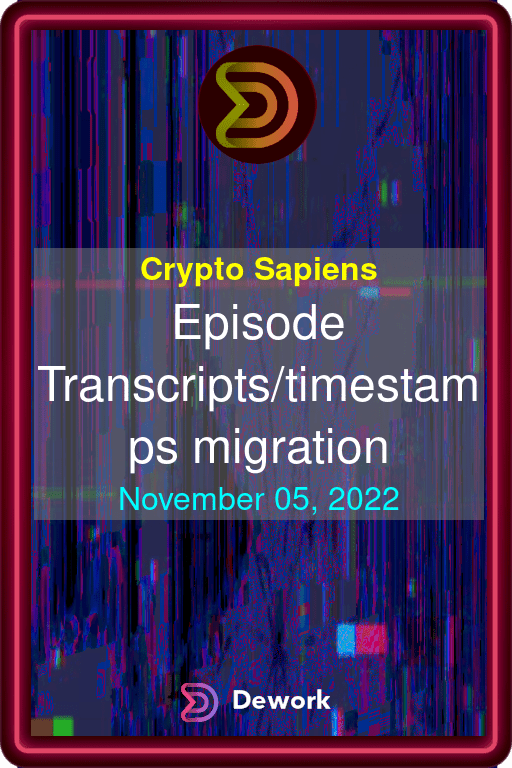 Crypto Sapiens
Episode
Transcripts/timestam
ps migration
November 05, 2022
Dework